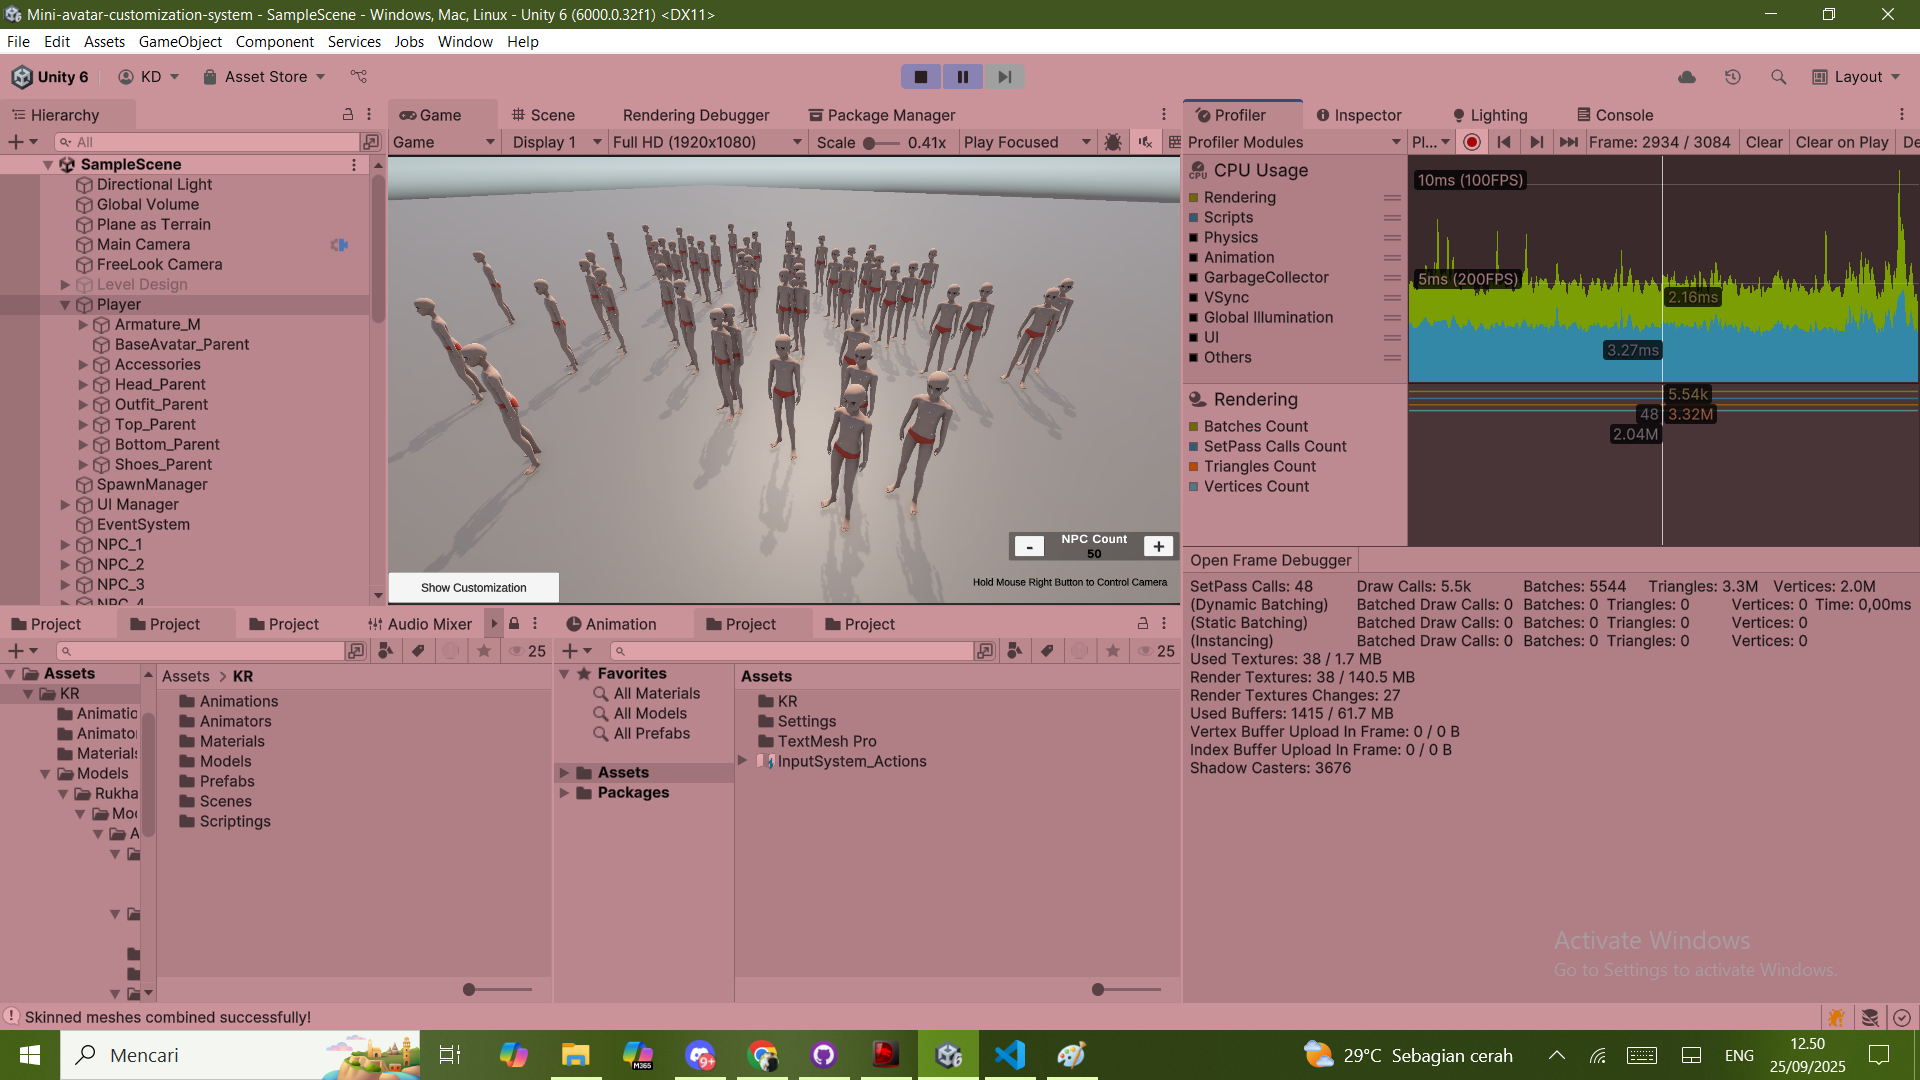 Mini-avatar-customization-system - SampleScene - Windows, Mac, Linux - Unity 6 (6000.0.32f1) <DX11>
File Edit Assets GameObject Component Services Jobs Window Help
Unity 6 KD Asset Store Layout
Hierarchy
All
SampleScene
Directional Light
Global Volume
Plane as Terrain
Main Camera
FreeLook Camera
Level Design
Player
Armature_M
BaseAvatar_Parent
Accessories
Head_Parent
Outfit_Parent
Top_Parent
Bottom_Parent
Shoes_Parent
SpawnManager
UI Manager
EventSystem
NPC_1
NPC_2
NPC_3
NPC_4
Game Scene Rendering Debugger Package Manager
Game Display 1 Full HD (1920x1080) Scale 0.41x Play Focused
NPC Count
- 50 +
Hold Mouse Right Button to Control Camera
Show Customization
Profiler Inspector Lighting Console
Profiler Modules Pl... Frame: 2934 / 3084 Clear Clear on Play De
CPU Usage
Rendering
Scripts
Physics
Animation
GarbageCollector
VSync
Global Illumination
UI
Others
10ms (100FPS)
5ms (200FPS)
2.16ms
3.27ms
Rendering
Batches Count
SetPass Calls Count
Triangles Count
Vertices Count
5.54k
48 3.32M
2.04M
Open Frame Debugger
SetPass Calls: 48 Draw Calls: 5.5k Batches: 5544 Triangles: 3.3M Vertices: 2.0M
(Dynamic Batching) Batched Draw Calls: 0 Batches: 0 Triangles: 0 Vertices: 0 Time: 0,00ms
(Static Batching) Batched Draw Calls: 0 Batches: 0 Triangles: 0 Vertices: 0
(Instancing) Batched Draw Calls: 0 Batches: 0 Triangles: 0 Vertices: 0
Used Textures: 38 / 1.7 MB
Render Textures: 38 / 140.5 MB
Render Textures Changes: 27
Used Buffers: 1415 / 61.7 MB
Vertex Buffer Upload In Frame: 0 / 0 B
Index Buffer Upload In Frame: 0 / 0 B
Shadow Casters: 3676
Project Project Project Audio Mixer
25
Assets
KR
Animatic
Animato
Materials
Models
Rukha
Mod
A
Assets > KR
Animations
Animators
Materials
Models
Prefabs
Scenes
Scriptings
Animation Project Project
25
Favorites
All Materials
All Models
All Prefabs
Assets
Packages
Assets
KR
Settings
TextMesh Pro
InputSystem_Actions
Activate Windows
Go to Settings to activate Windows.
Skinned meshes combined successfully!
Mencari
M365
9+
29°C Sebagian cerah
ENG
12.50
25/09/2025